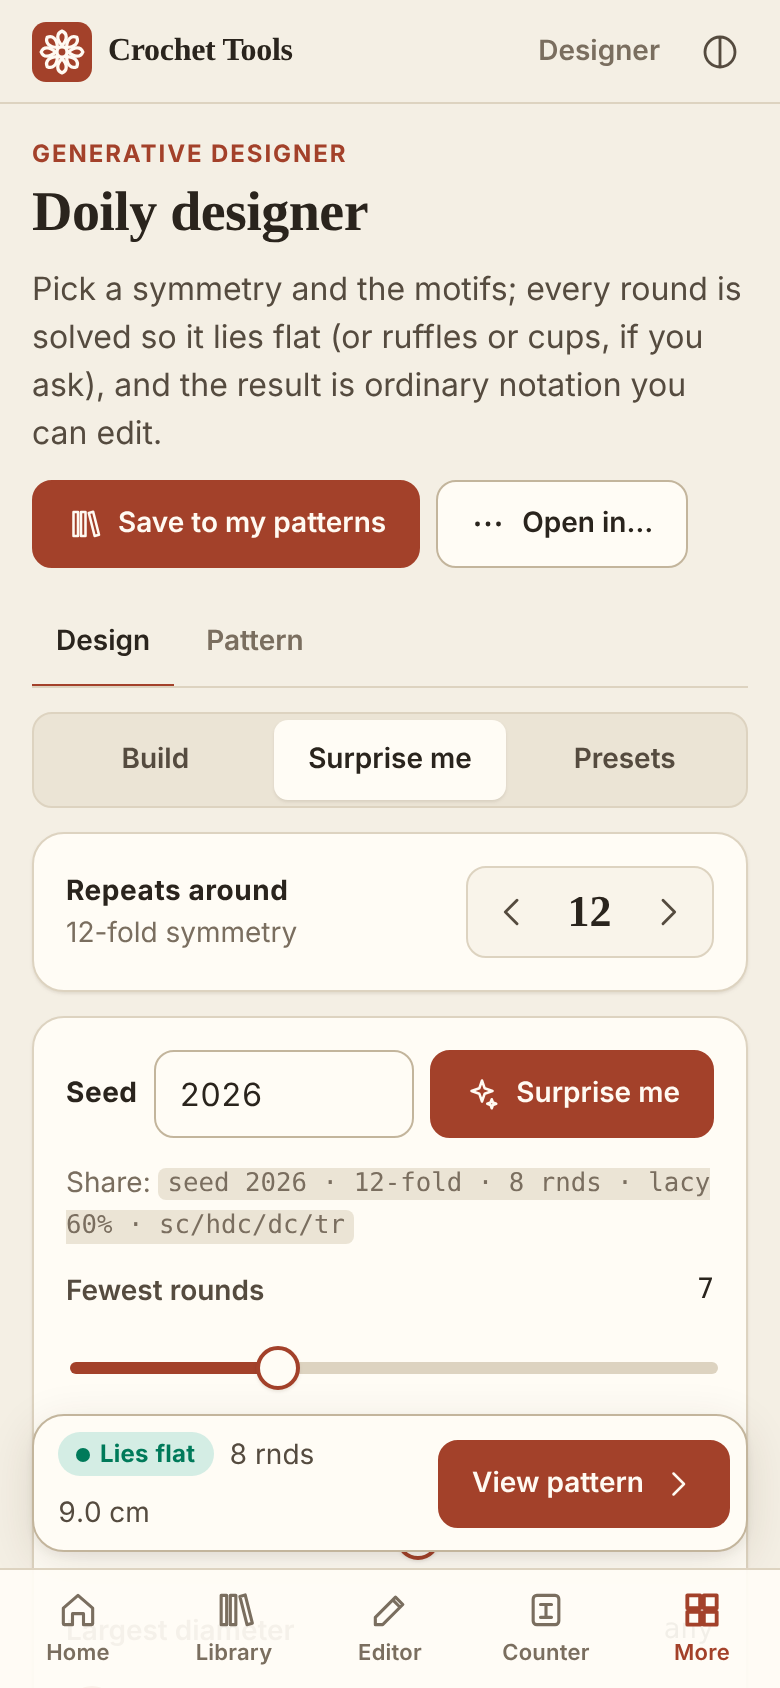 Crochet Tools
Designer
GENERATIVE DESIGNER
Doily designer
Pick a symmetry and the motifs; every round is
solved so it lies flat (or ruffles or cups, if you
ask), and the result is ordinary notation you
can edit.
Save to my patterns
Open in...
Design
Pattern
Build
Surprise me
Presets
Repeats around
12-fold symmetry
12
Seed
2026
Surprise me
Share: seed 2026 · 12-fold · 8 rnds · lacy
60% · sc/hdc/dc/tr
Fewest rounds
7
Lies flat
8 rnds
9.0 cm
View pattern
Largest diameter
any
Home
Library
Editor
Counter
More